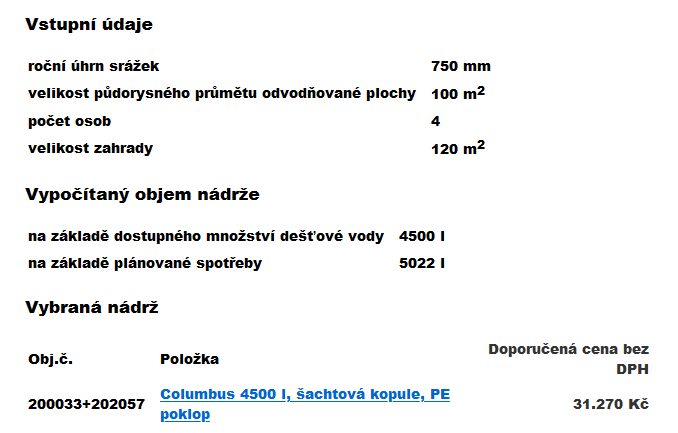 Vstupní údaje
roční úhrn srážek 750 mm
velikost půdorysného průmětu odvodňované plochy 100 m²
počet osob 4
velikost zahrady 120 m²
Vypočítaný objem nádrže
na základě dostupného množství dešťové vody 4500 l
na základě plánované spotřeby 5022 l
Vybraná nádrž
Obj.č. Položka Doporučená cena bez
DPH
200033+202057 Columbus 4500 l, šachtová kopule, PE
poklop 31.270 Kč